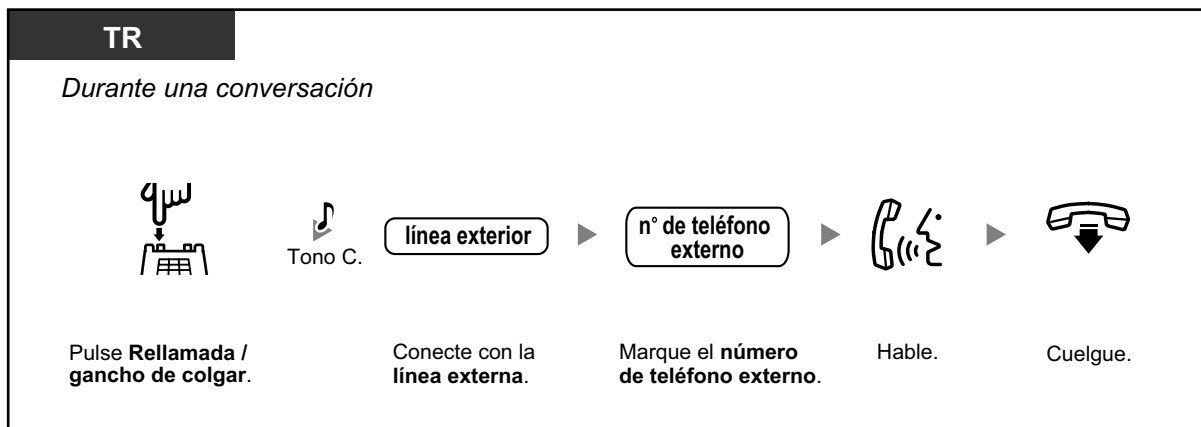 TR
Durante una conversación
Tono C.
línea exterior
n° de teléfono
externo
Pulse Rellamada /
gancho de colgar.
Conecte con la
línea externa.
Marque el número
de teléfono externo.
Hable.
Cuelgue.